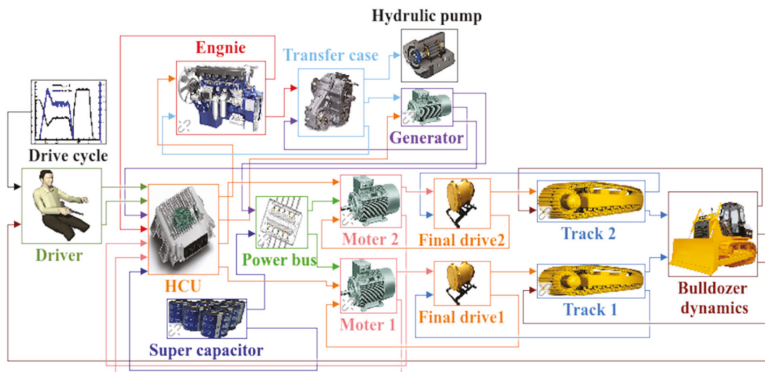 Hydrulic pump
Engnie
Transfer case
Generator
Drive cycle
Driver
HCU
Power bus
Moter 2
Final drive2
Track 2
Moter 1
Final drive1
Track 1
Bulldozer
dynamics
Super capacitor